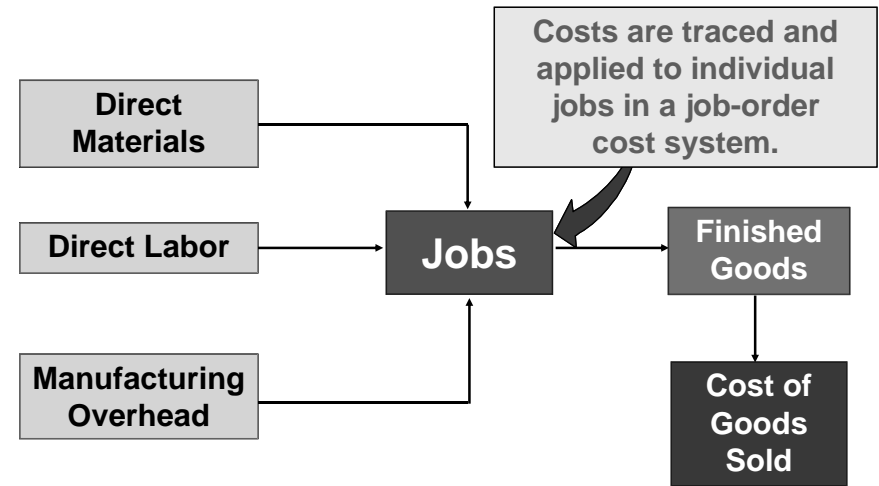 Costs are traced and
applied to individual
jobs in a job-order
cost system.
Direct
Materials
Direct Labor
Manufacturing
Overhead
Jobs
Finished
Goods
Cost of
Goods
Sold